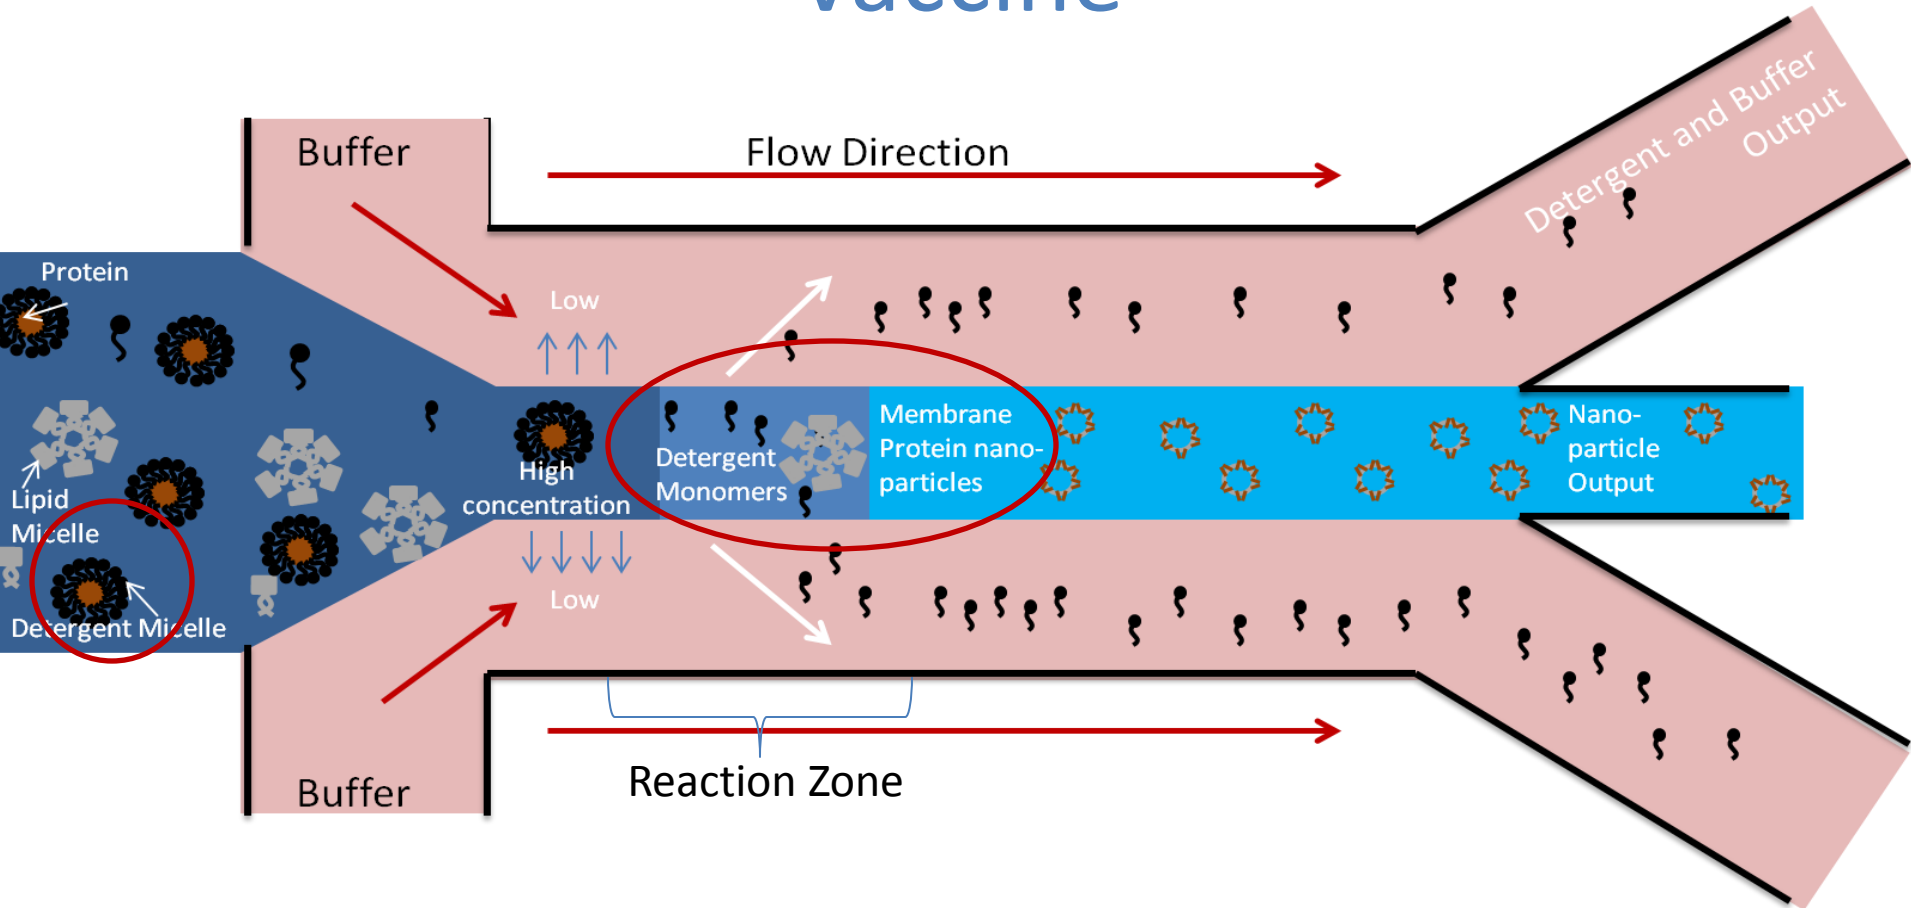 Vaccine
Buffer
Flow Direction
Detergent and Buffer
Output
Protein
Low
Lipid
Micelle
Detergent Micelle
High
concentration
Detergent
Monomers
Membrane
Protein nano-
particles
Nano-
particle
Output
Low
Reaction Zone
Buffer